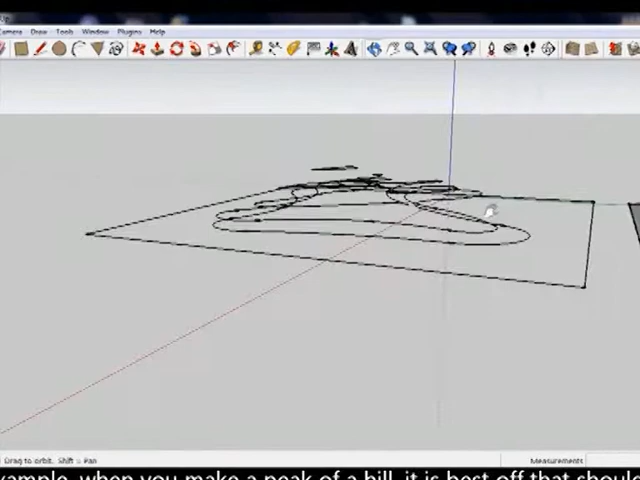 Camera Draw Tools Window Plugins Help
Drag to orbit. Shift = Pan Measurements
example, when you make a peak of a hill, it is best off that should